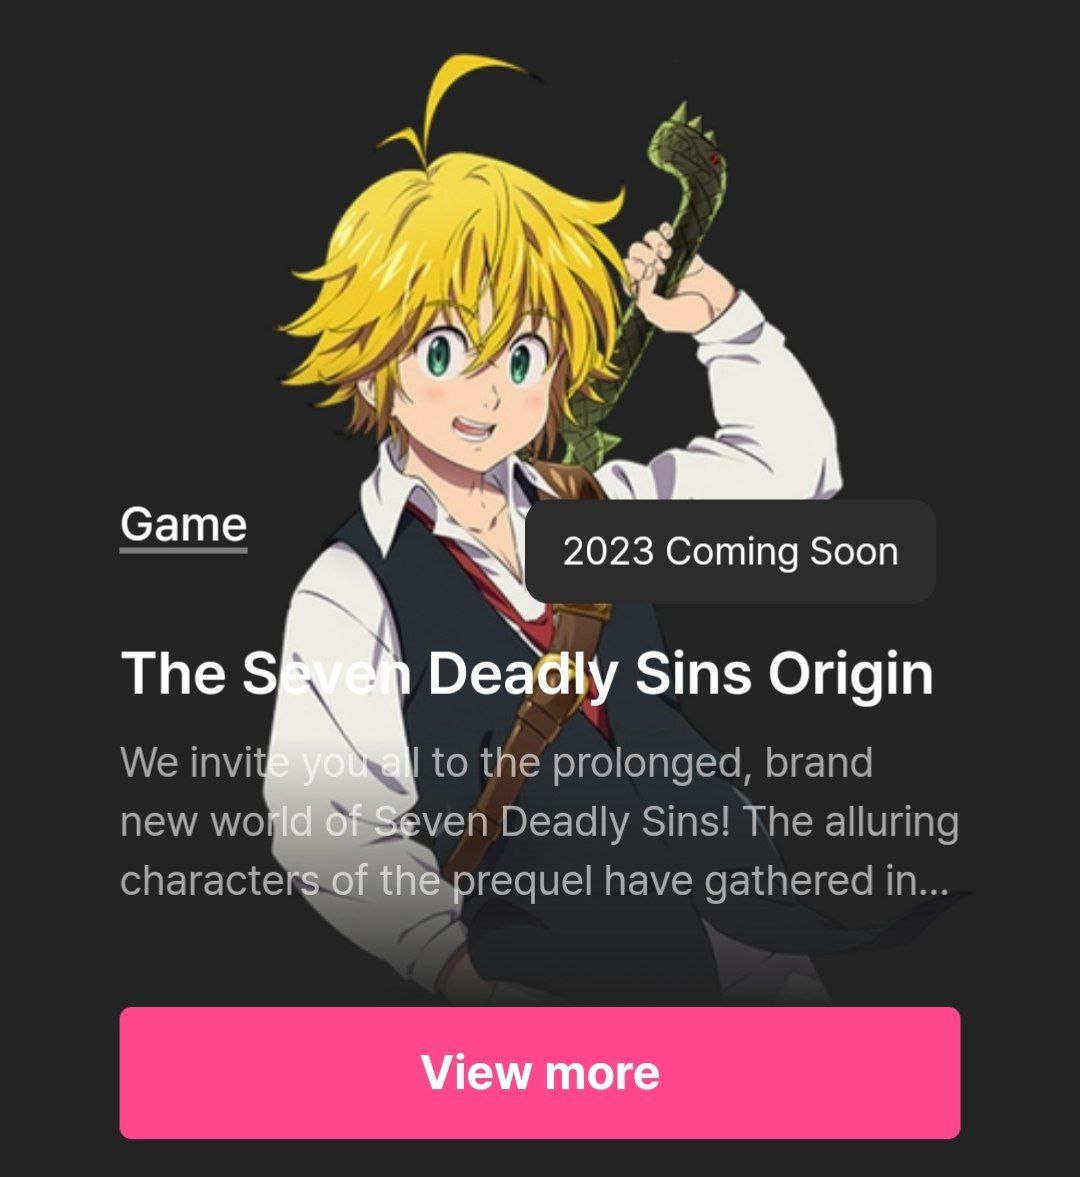 Game
2023 Coming Soon
The Seven Deadly Sins Origin
We invite you all to the prolonged, brand
new world of Seven Deadly Sins! The alluring
characters of the prequel have gathered in...
View more